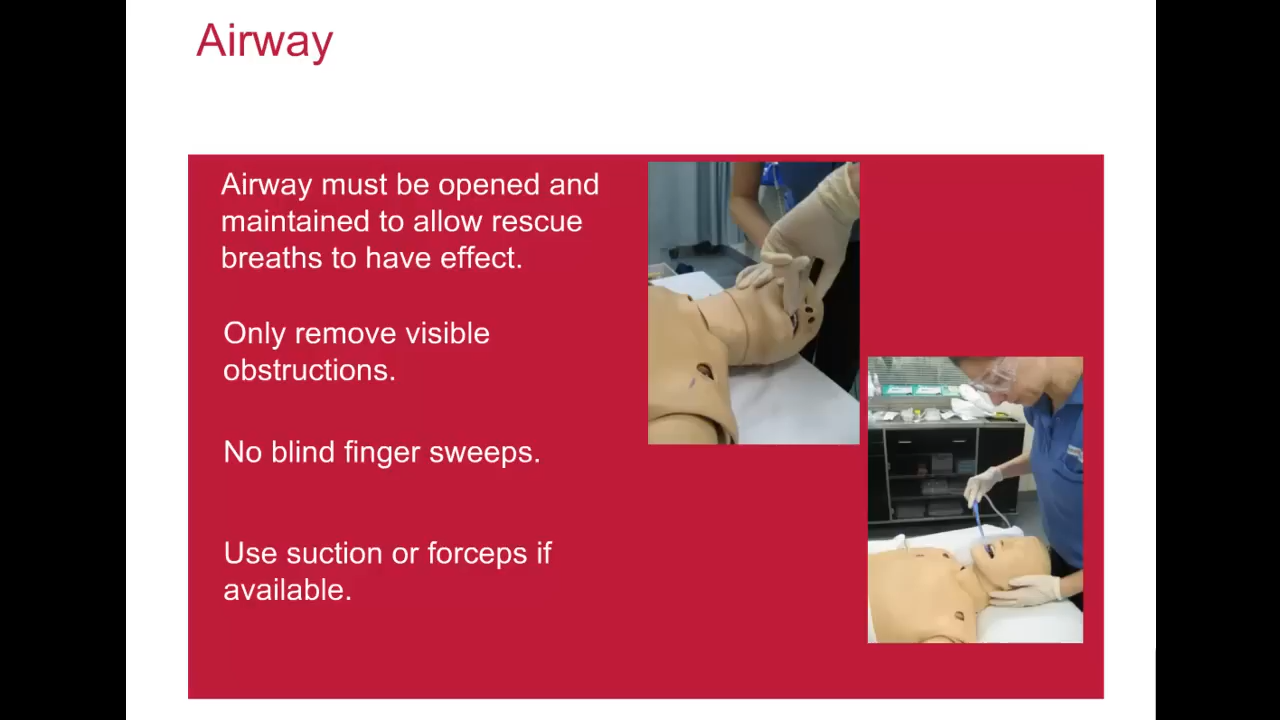 Airway
Airway must be opened and
maintained to allow rescue
breaths to have effect.
Only remove visible
obstructions.
No blind finger sweeps.
Use suction or forceps if
available.